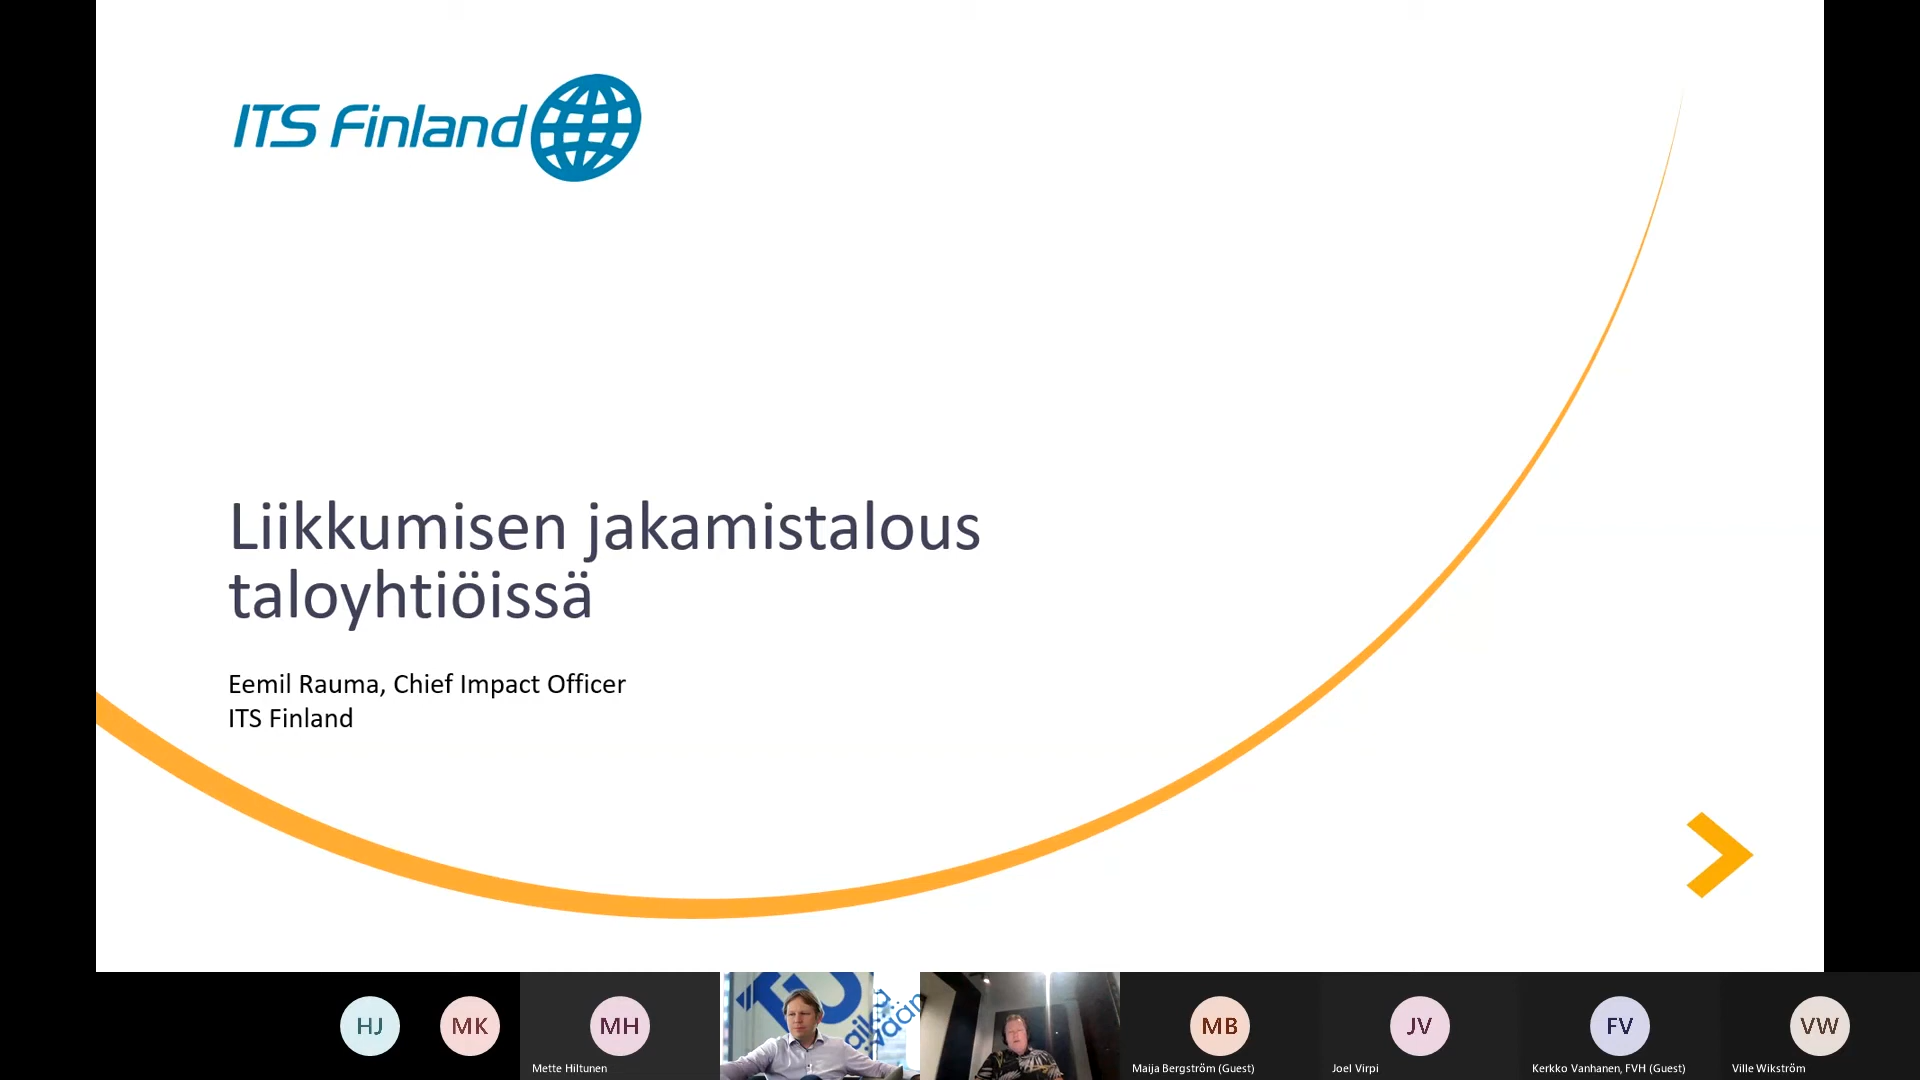 ITS Finland
Liikkumisen jakamistalous
taloyhtiöissä
Eemil Rauma, Chief Impact Officer
ITS Finland
HJ
MK
MH
Mette Hiltunen
MB
Maija Bergström (Guest)
JV
Joel Virpi
FV
Kerkko Vanhanen, FVH (Guest)
VW
Ville Wikström